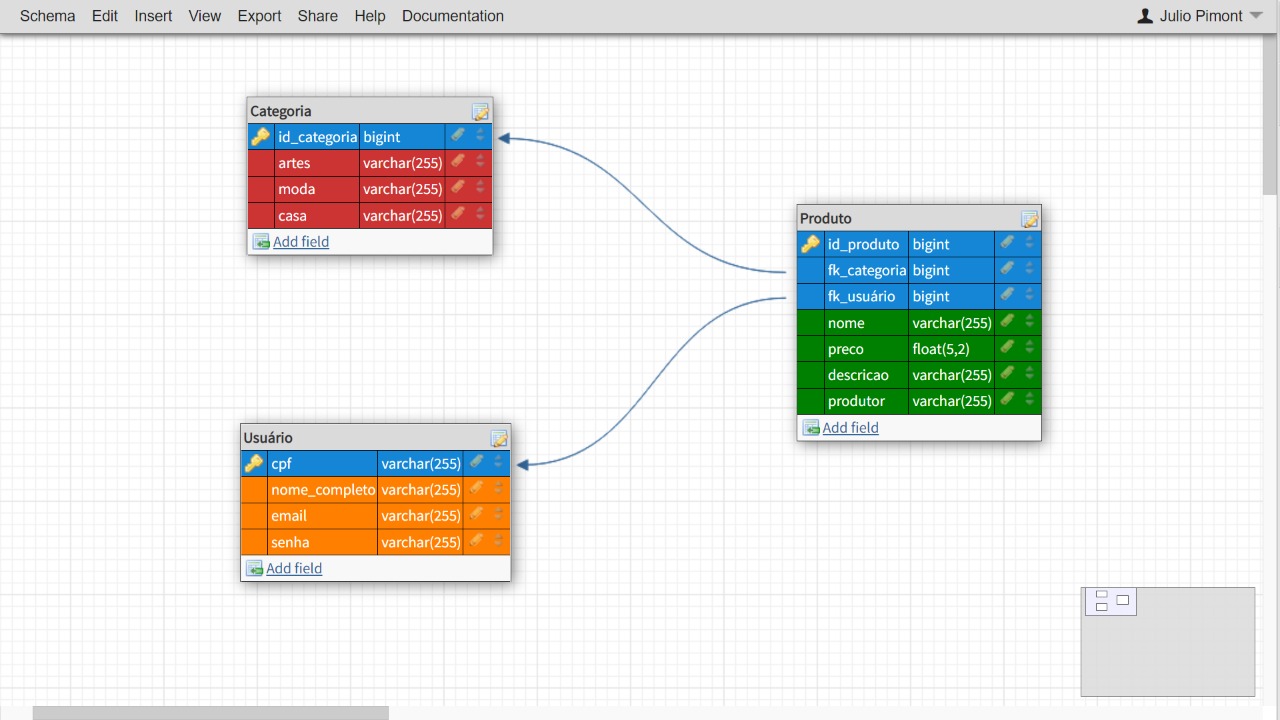 Schema Edit Insert View Export Share Help Documentation Julio Pimont
Categoria
id_categoria bigint
artes varchar(255)
moda varchar(255)
casa varchar(255)
Add field
Produto
id_produto bigint
fk_categoria bigint
fk_usuário bigint
nome varchar(255)
preco float(5,2)
descricao varchar(255)
produtor varchar(255)
Add field
Usuário
cpf varchar(255)
nome_completo varchar(255)
email varchar(255)
senha varchar(255)
Add field